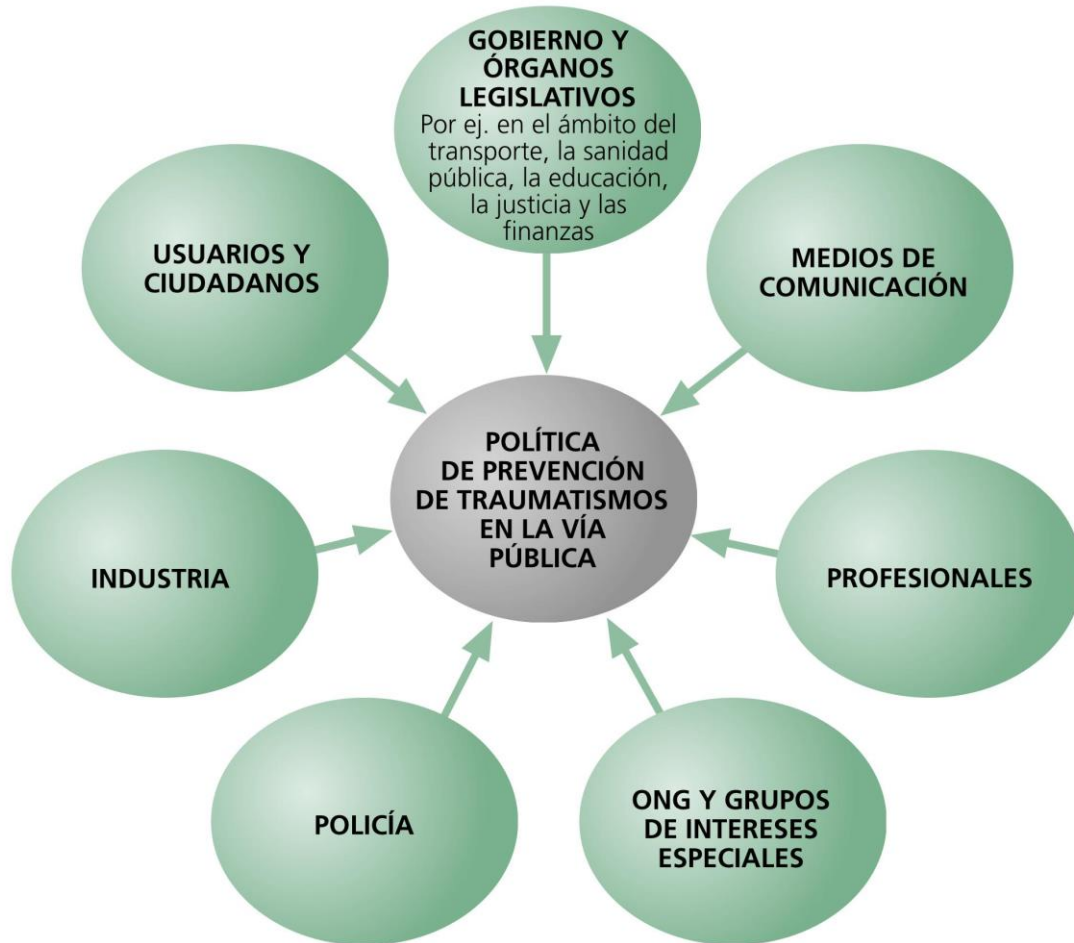 GOBIERNO Y
ÓRGANOS
LEGISLATIVOS
Por ej. en el ámbito del
transporte, la sanidad
pública, la educación,
la justicia y las
finanzas
USUARIOS Y
CIUDADANOS
MEDIOS DE
COMUNICACIÓN
POLÍTICA
DE PREVENCIÓN
DE TRAUMATISMOS
EN LA VÍA
PÚBLICA
INDUSTRIA
PROFESIONALES
POLICÍA
ONG Y GRUPOS
DE INTERESES
ESPECIALES